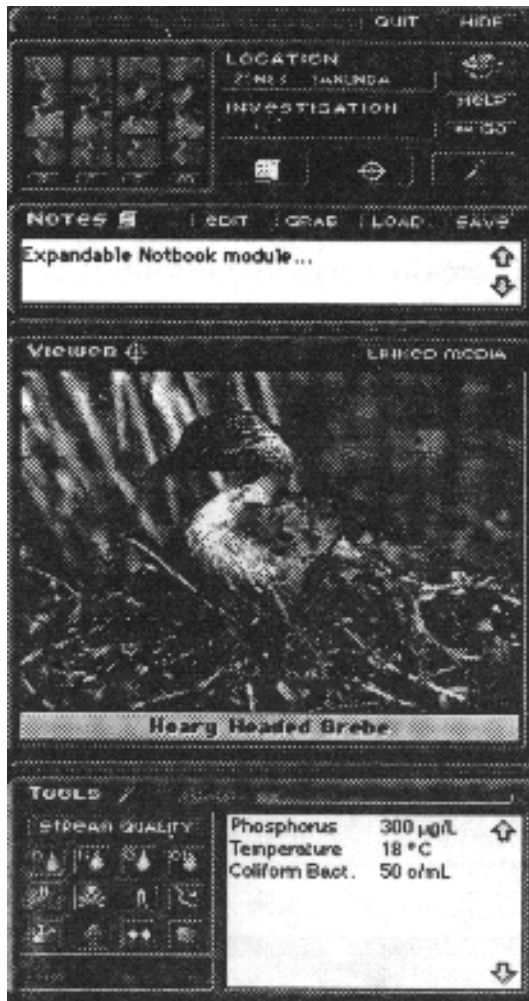 QUIT HIDE
LOCATION
INVESTIGATION
HELP
NOTES EDIT GRAB LOAD SAVE
Expandable Notbook module...
VIEWER LINKED MEDIA
Hoary Headed Grebe
TOOLS
STREAM QUALITY
Phosphorus 300 µg/L
Temperature 18 °C
Coliform Bact. 50 o/mL